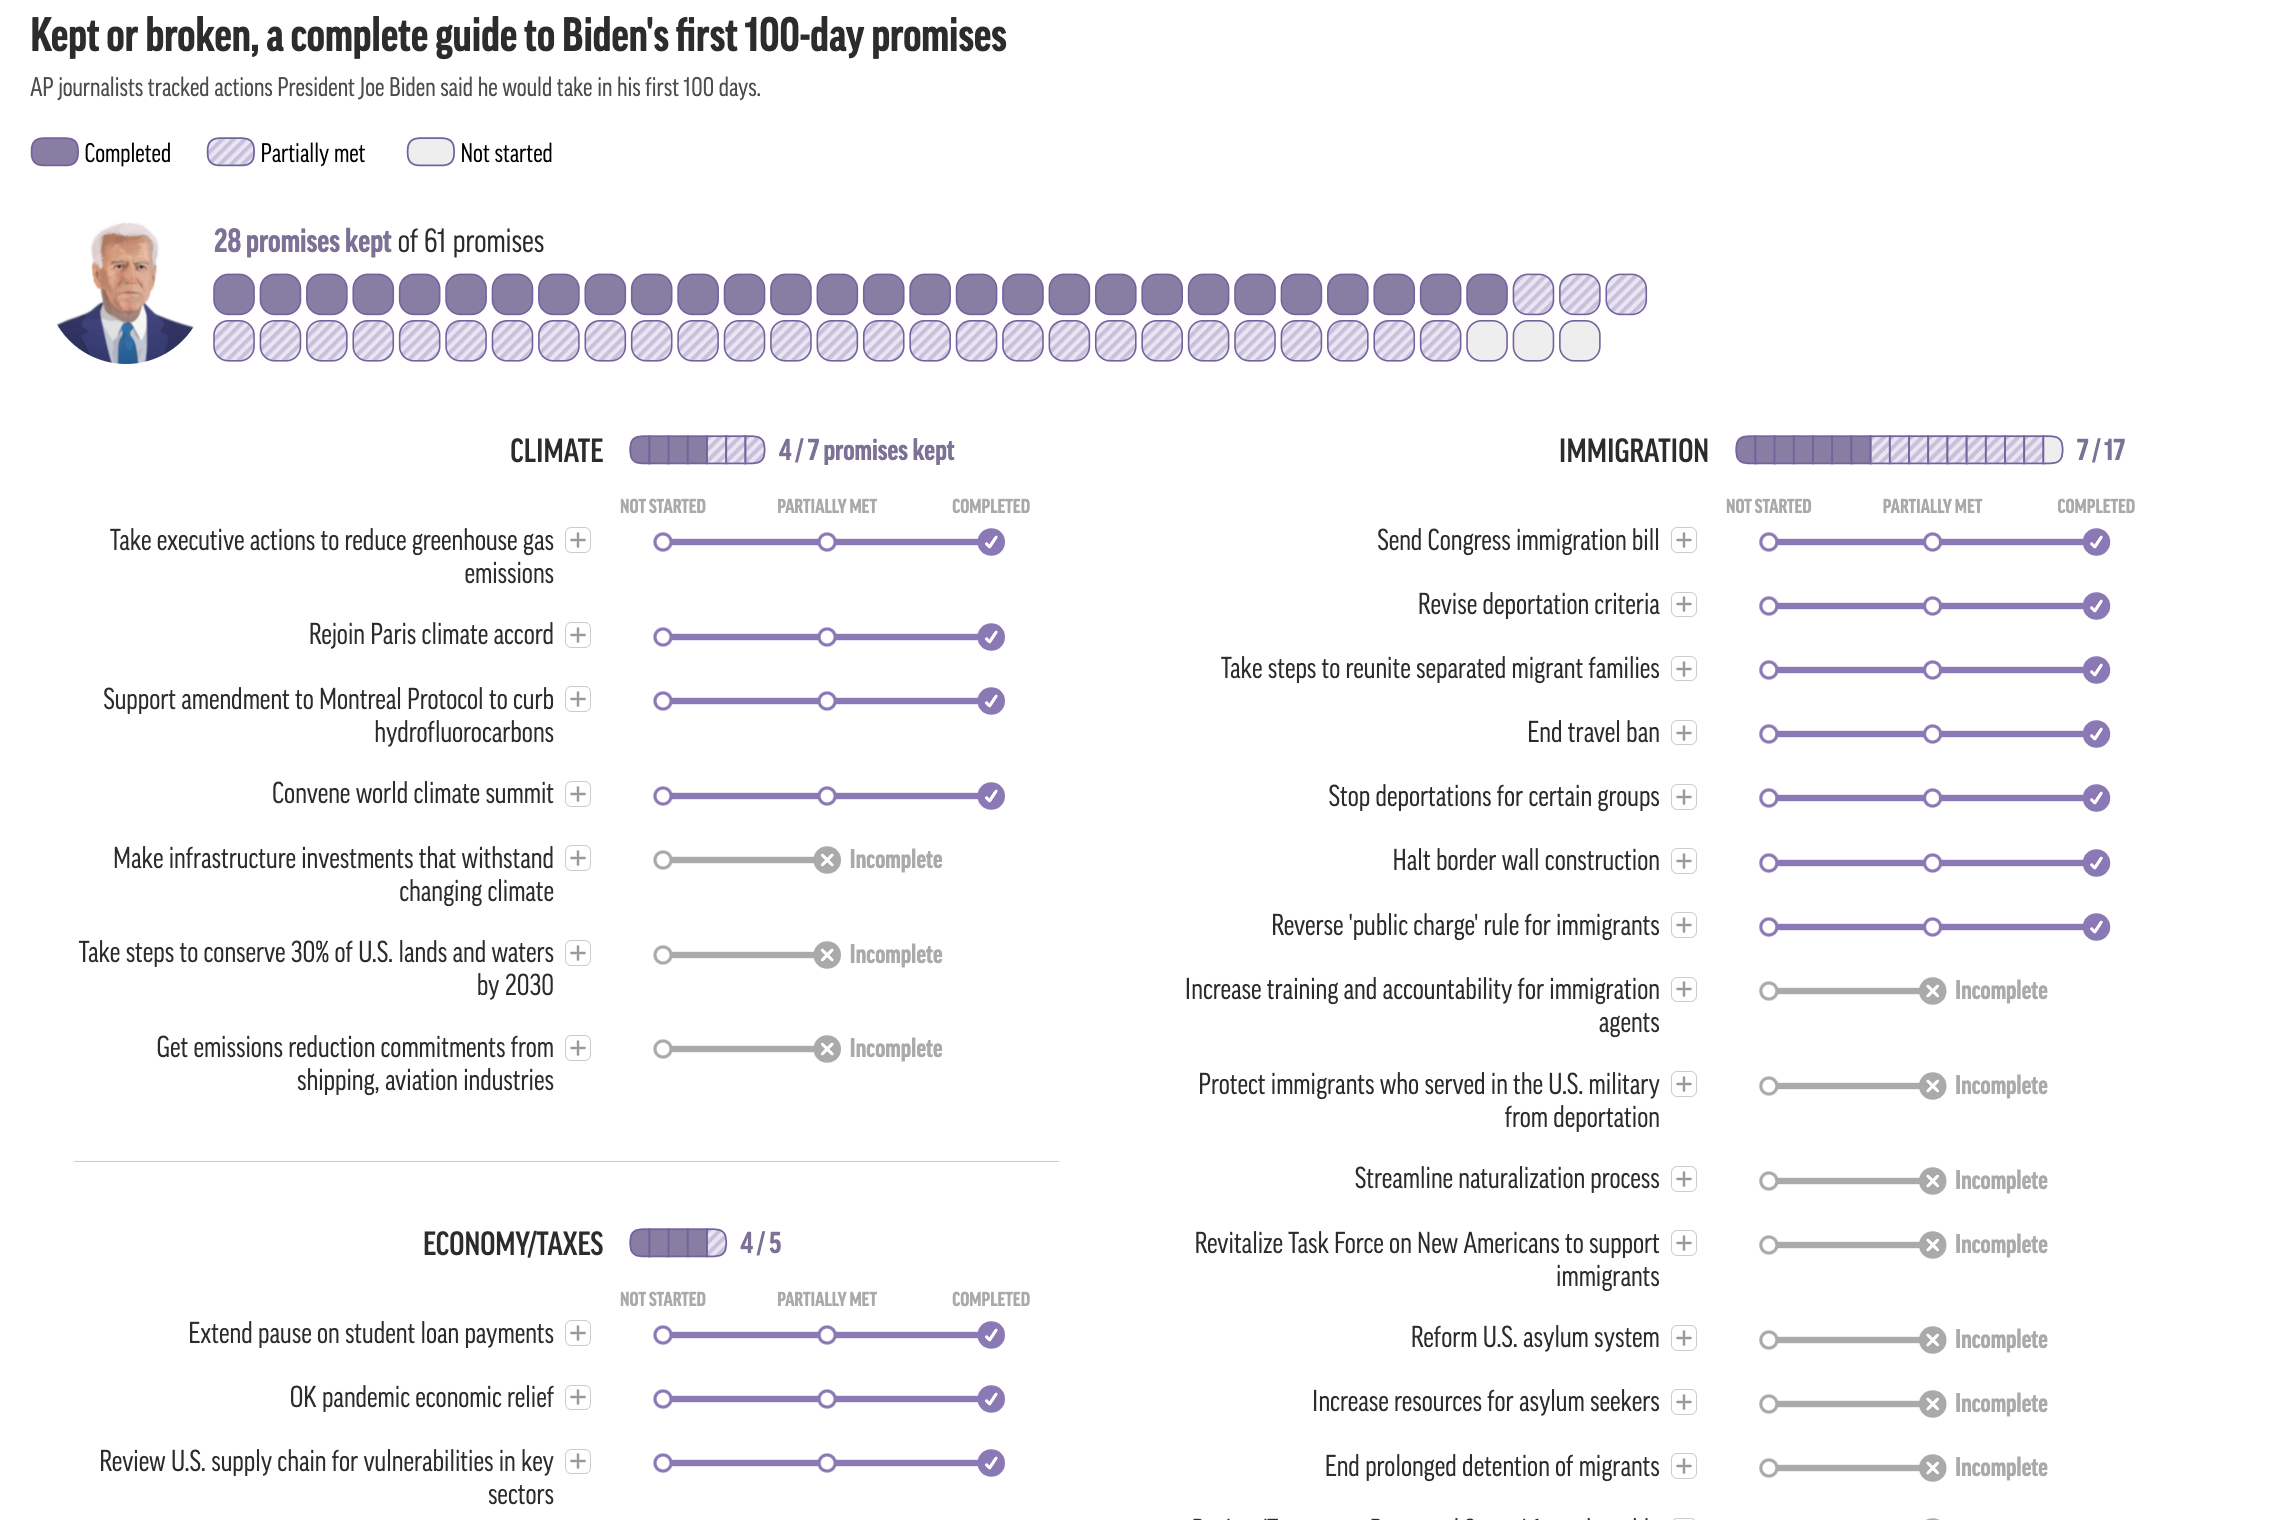 Kept or broken, a complete guide to Biden's first 100-day promises
AP journalists tracked actions President Joe Biden said he would take in his first 100 days.
Completed
Partially met
Not started
28 promises kept of 61 promises
CLIMATE
4 / 7 promises kept
NOT STARTED
PARTIALLY MET
COMPLETED
Take executive actions to reduce greenhouse gas
emissions
Rejoin Paris climate accord
Support amendment to Montreal Protocol to curb
hydrofluorocarbons
Convene world climate summit
Make infrastructure investments that withstand
changing climate
Incomplete
Take steps to conserve 30% of U.S. lands and waters
by 2030
Incomplete
Get emissions reduction commitments from
shipping, aviation industries
Incomplete
ECONOMY/TAXES
4 / 5
NOT STARTED
PARTIALLY MET
COMPLETED
Extend pause on student loan payments
OK pandemic economic relief
Review U.S. supply chain for vulnerabilities in key
sectors
IMMIGRATION
7 / 17
NOT STARTED
PARTIALLY MET
COMPLETED
Send Congress immigration bill
Revise deportation criteria
Take steps to reunite separated migrant families
End travel ban
Stop deportations for certain groups
Halt border wall construction
Reverse 'public charge' rule for immigrants
Increase training and accountability for immigration
agents
Incomplete
Protect immigrants who served in the U.S. military
from deportation
Incomplete
Streamline naturalization process
Incomplete
Revitalize Task Force on New Americans to support
immigrants
Incomplete
Reform U.S. asylum system
Incomplete
Increase resources for asylum seekers
Incomplete
End prolonged detention of migrants
Incomplete